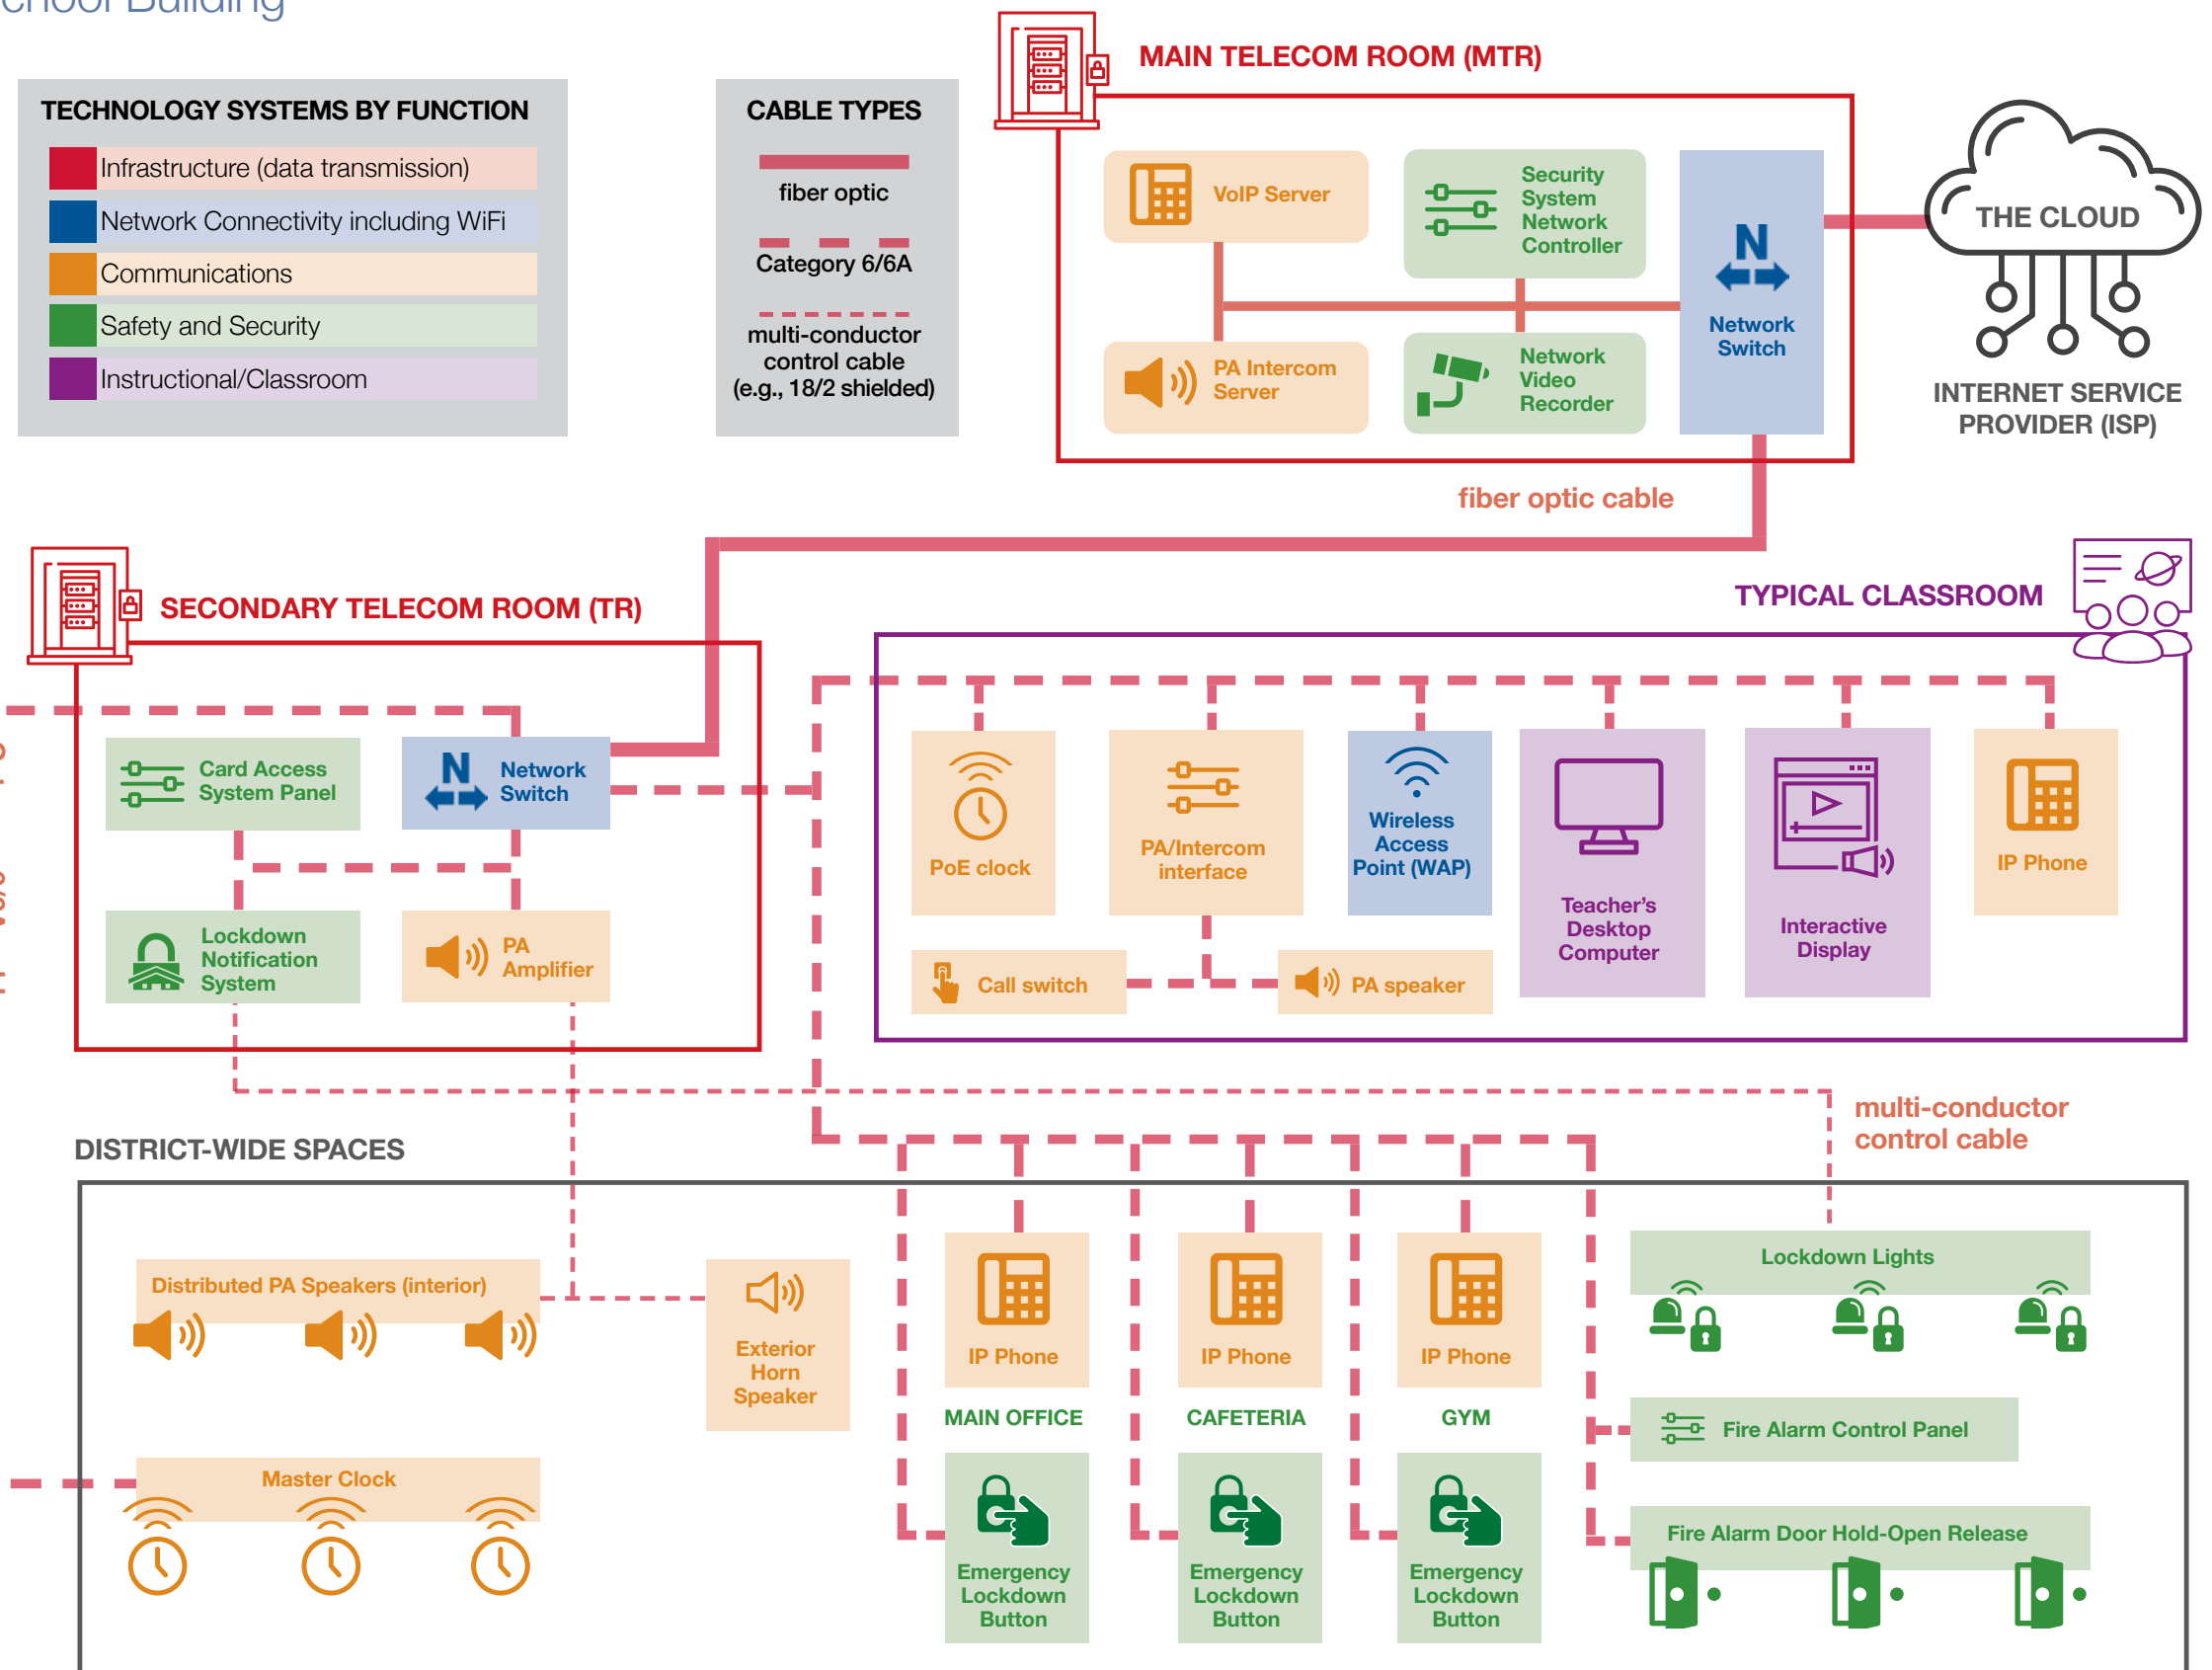 chool Building
MAIN TELECOM ROOM (MTR)
TECHNOLOGY SYSTEMS BY FUNCTION
Infrastructure (data transmission)
Network Connectivity including WiFi
Communications
Safety and Security
Instructional/Classroom
CABLE TYPES
fiber optic
Category 6/6A
multi-conductor
control cable
(e.g., 18/2 shielded)
VoIP Server
Security
System
Network
Controller
PA Intercom
Server
Network
Video
Recorder
N
Network
Switch
THE CLOUD
INTERNET SERVICE
PROVIDER (ISP)
fiber optic cable
SECONDARY TELECOM ROOM (TR)
Card Access
System Panel
N
Network
Switch
Lockdown
Notification
System
PA
Amplifier
TYPICAL CLASSROOM
PoE clock
PA/Intercom
interface
Wireless
Access
Point (WAP)
Teacher's
Desktop
Computer
Interactive
Display
IP Phone
Call switch
PA speaker
multi-conductor
control cable
DISTRICT-WIDE SPACES
Distributed PA Speakers (interior)
Exterior
Horn
Speaker
Master Clock
IP Phone
MAIN OFFICE
Emergency
Lockdown
Button
IP Phone
CAFETERIA
Emergency
Lockdown
Button
IP Phone
GYM
Emergency
Lockdown
Button
Lockdown Lights
Fire Alarm Control Panel
Fire Alarm Door Hold-Open Release